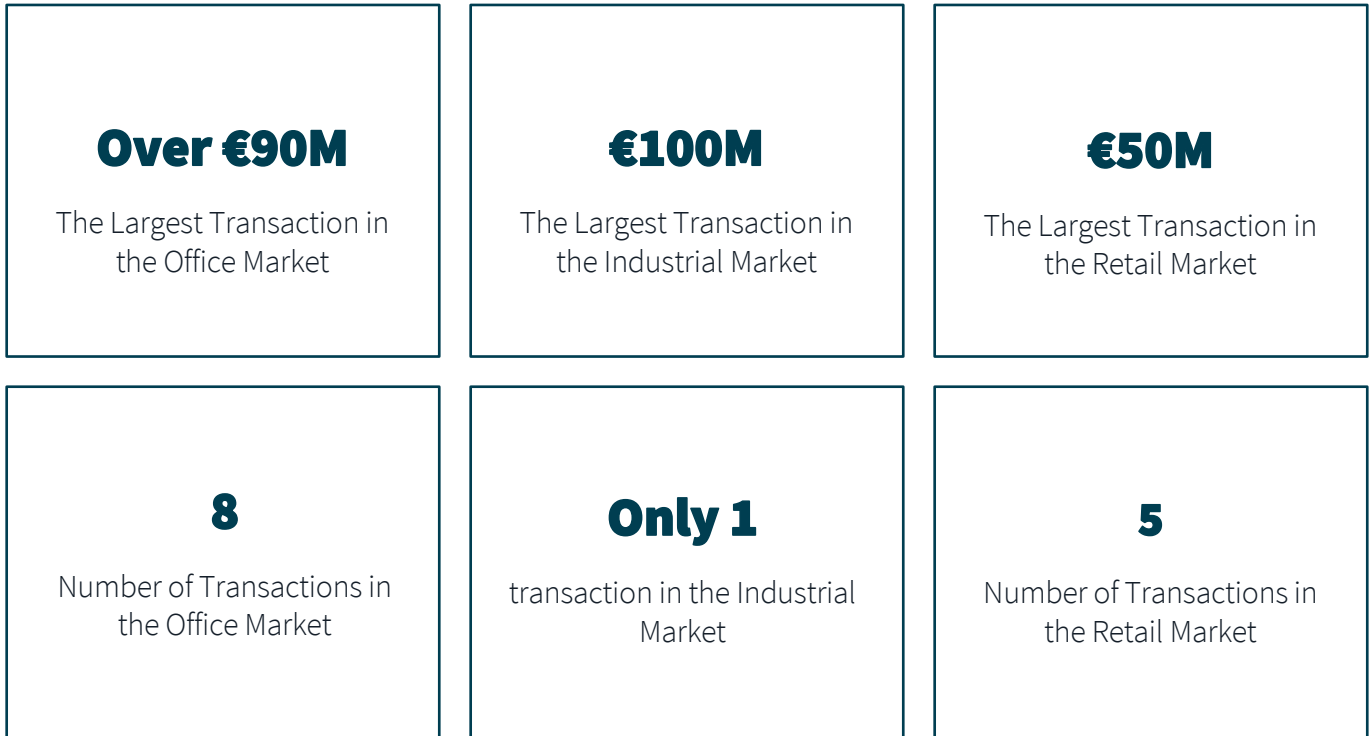 Over €90M
The Largest Transaction in
the Office Market
€100M
The Largest Transaction in
the Industrial Market
€50M
The Largest Transaction in
the Retail Market
8
Number of Transactions in
the Office Market
Only 1
transaction in the Industrial
Market
5
Number of Transactions in
the Retail Market